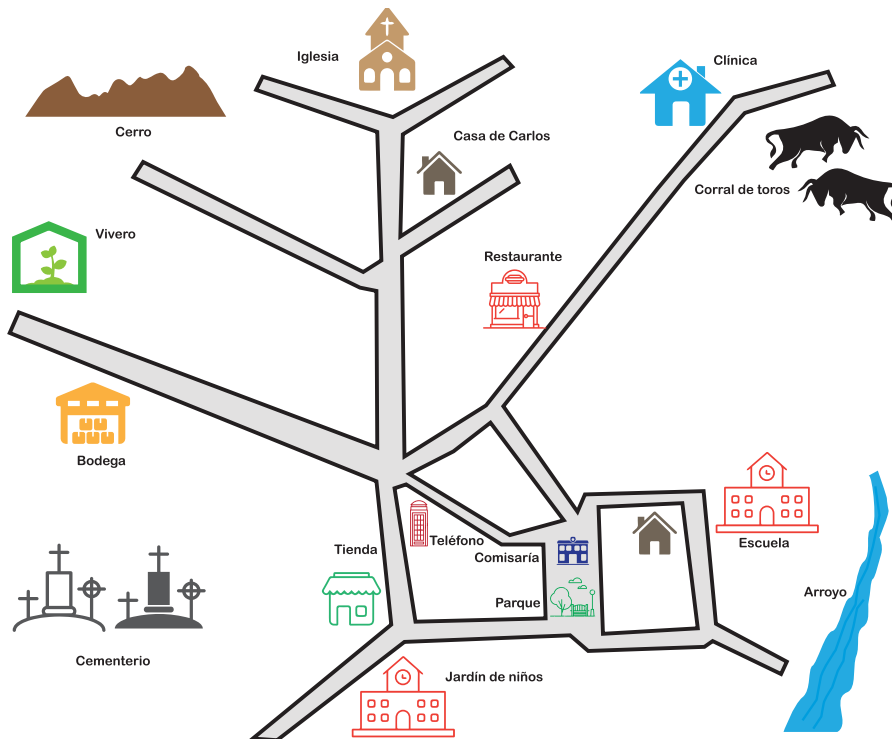 Iglesia
Clínica
Cerro
Casa de Carlos
Corral de toros
Vivero
Restaurante
Bodega
Teléfono
Escuela
Tienda
Comisaría
Arroyo
Parque
Cementerio
Jardín de niños